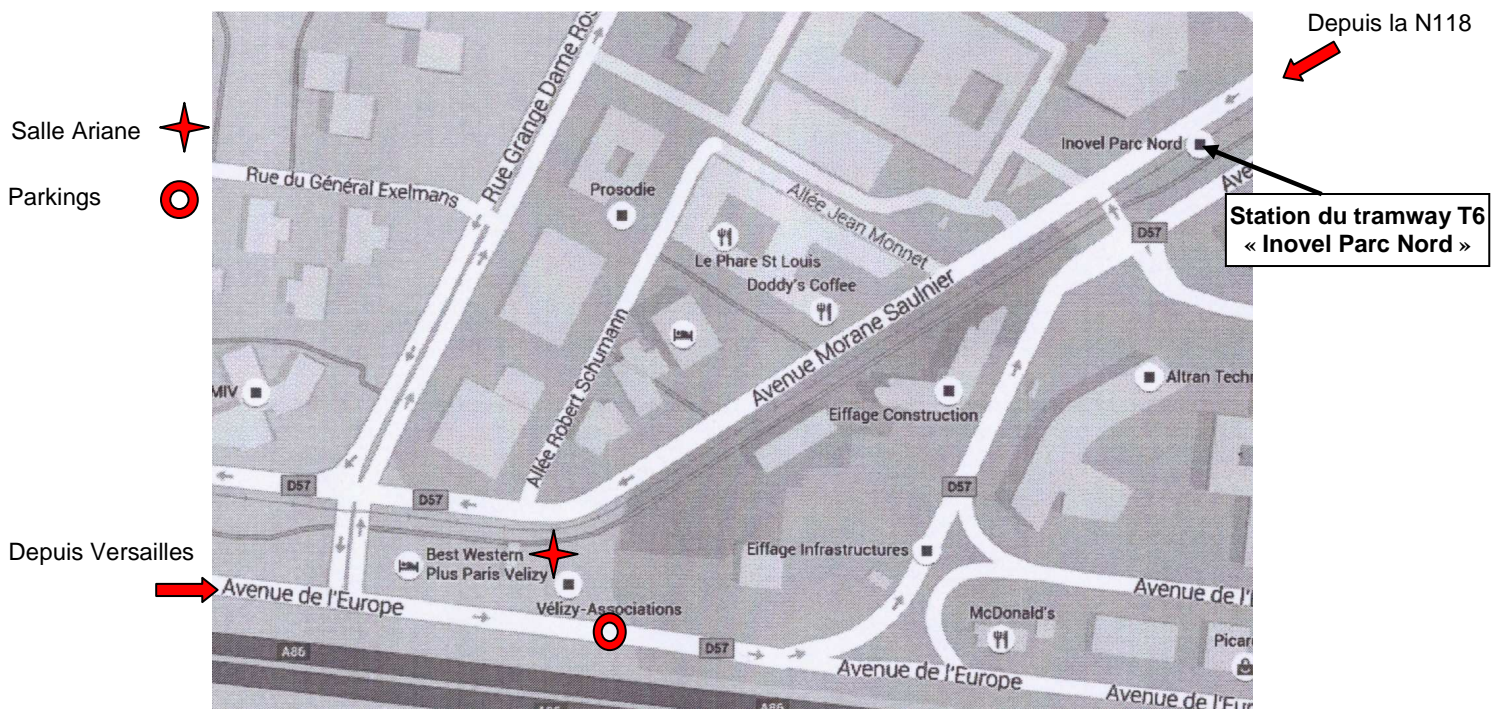 Depuis la N118
Salle Ariane
Parkings
Rue Grange Dame Ros
Inovel Parc Nord
Rue du Général Exelmans
Prosodie
Allée Jean Monnet
Ave
Station du tramway T6
« Inovel Parc Nord »
D57
Le Phare St Louis
Doddy's Coffee
Avenue Morane Saulnier
Allée Robert Schumann
MIV
Altran Techn
Eiffage Construction
D57
D57
D57
Depuis Versailles
Best Western
Plus Paris Velizy
Eiffage Infrastructures
Avenue de l'Europe
Vélizy-Associations
Avenue de l'E
McDonald's
Picar
A86
D57
Avenue de l'Europe
Avenue de l'Eur
A86
A86